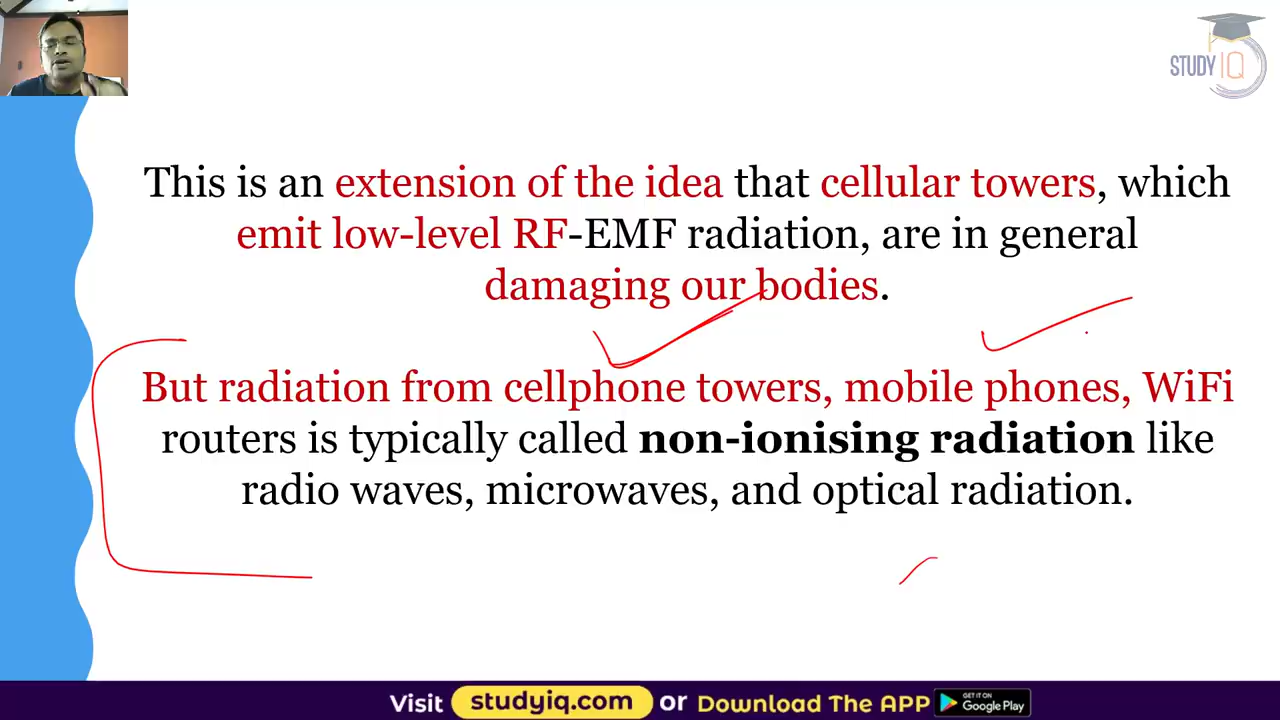 STUDY IQ
This is an extension of the idea that cellular towers, which
emit low-level RF-EMF radiation, are in general
damaging our bodies.
But radiation from cellphone towers, mobile phones, WiFi
routers is typically called non-ionising radiation like
radio waves, microwaves, and optical radiation.
Visit studyiq.com or Download The APP GET IT ON Google Play